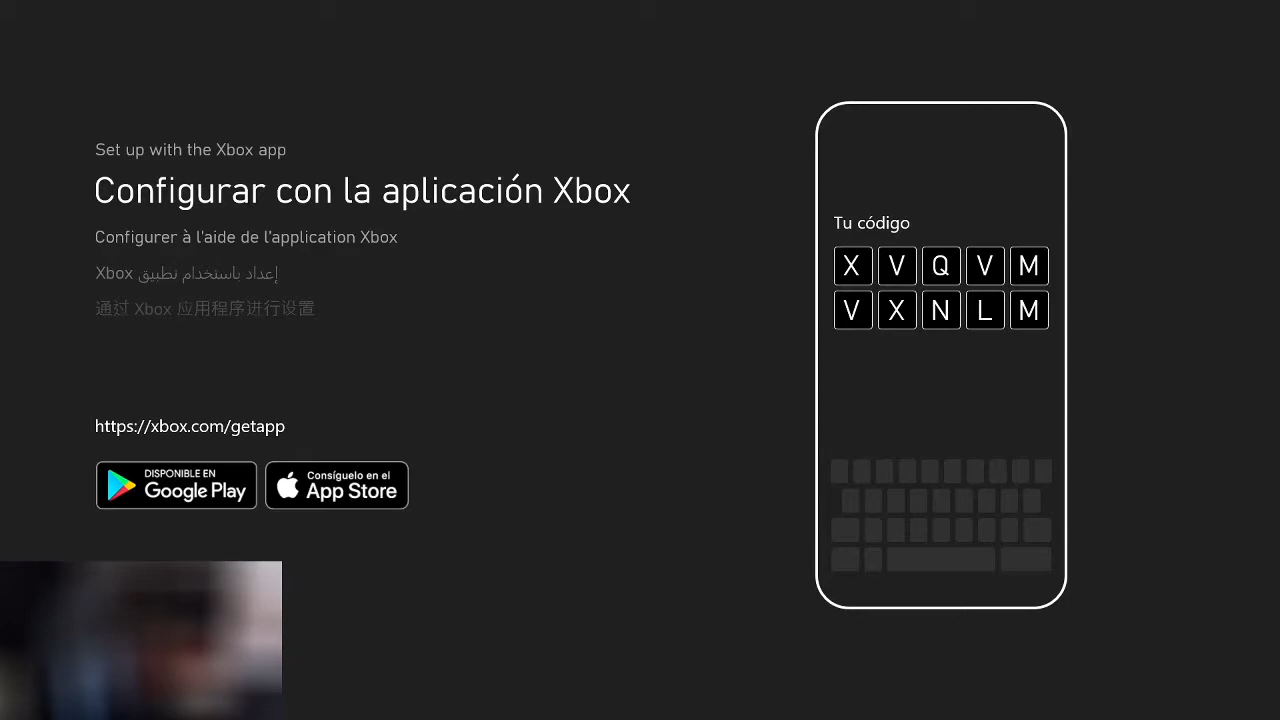 Set up with the Xbox app
Configurar con la aplicación Xbox
Configurer à l'aide de l'application Xbox
إعداد باستخدام تطبيق Xbox
通过 Xbox 应用程序进行设置
https://xbox.com/getapp
DISPONIBLE EN
Google Play
Consíguelo en el
App Store
Tu código
X V Q V M
V X N L M